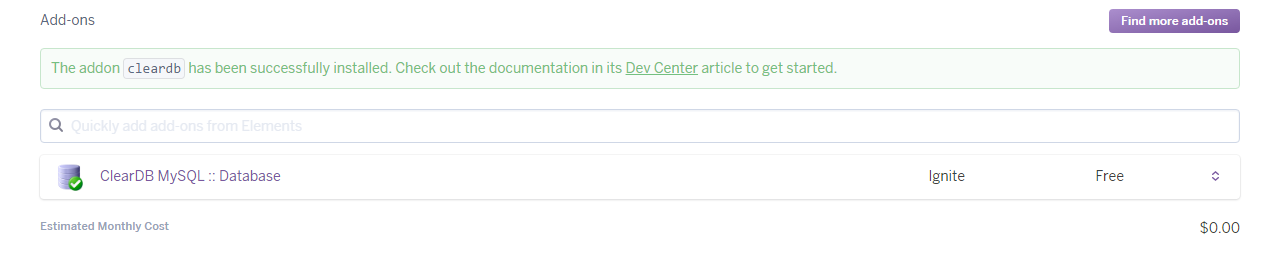 Add-ons
Find more add-ons
The addon cleardb has been successfully installed. Check out the documentation in its Dev Center article to get started.
Quickly add add-ons from Elements
ClearDB MySQL :: Database Ignite Free
Estimated Monthly Cost $0.00